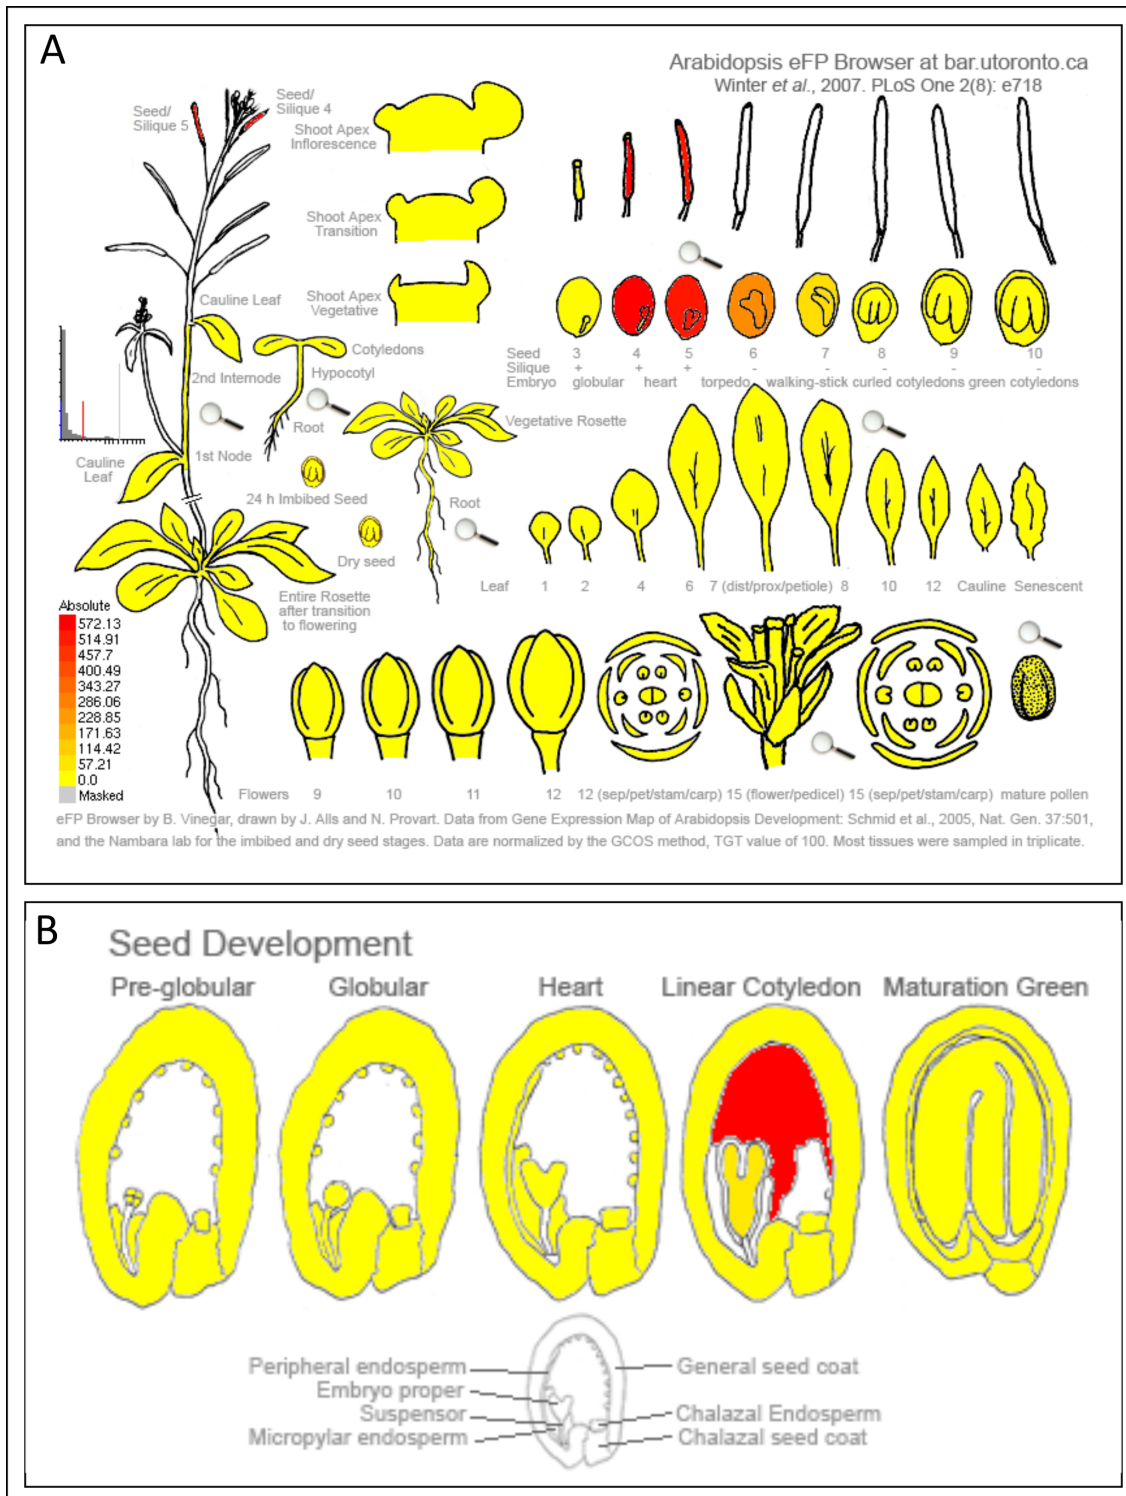 A
Arabidopsis eFP Browser at bar.utoronto.ca
Winter et al., 2007. PLoS One 2(8): e718
Seed/
Silique 5
Seed/
Silique 4
Shoot Apex
Inflorescence
Shoot Apex
Transition
Shoot Apex
Vegetative
Cauline Leaf
Cotyledons
2nd Internode
Hypocotyl
Root
Cauline
Leaf
1st Node
24 h Imbibed Seed
Vegetative Rosette
Root
Dry seed
Entire Rosette
after transition
to flowering
Seed 3 4 5 6 7 8 9 10
Silique + + + - - - - -
Embryo globular heart torpedo walking-stick curled cotyledons green cotyledons
Leaf 1 2 4 6 7 (dist/prox/petiole) 8 10 12 Cauline Senescent
Absolute
572.13
514.91
457.7
400.49
343.27
286.06
228.85
171.63
114.42
57.21
0.0
Masked
Flowers 9 10 11 12 12 (sep/pet/stam/carp) 15 (flower/pedicel) 15 (sep/pet/stam/carp) mature pollen
eFP Browser by B. Vinegar, drawn by J. Alls and N. Provart. Data from Gene Expression Map of Arabidopsis Development: Schmid et al., 2005, Nat. Gen. 37:501,
and the Nambara lab for the imbibed and dry seed stages. Data are normalized by the GCOS method, TGT value of 100. Most tissues were sampled in triplicate.
B
Seed Development
Pre-globular Globular Heart Linear Cotyledon Maturation Green
Peripheral endosperm
Embryo proper
Suspensor
Micropylar endosperm
General seed coat
Chalazal Endosperm
Chalazal seed coat